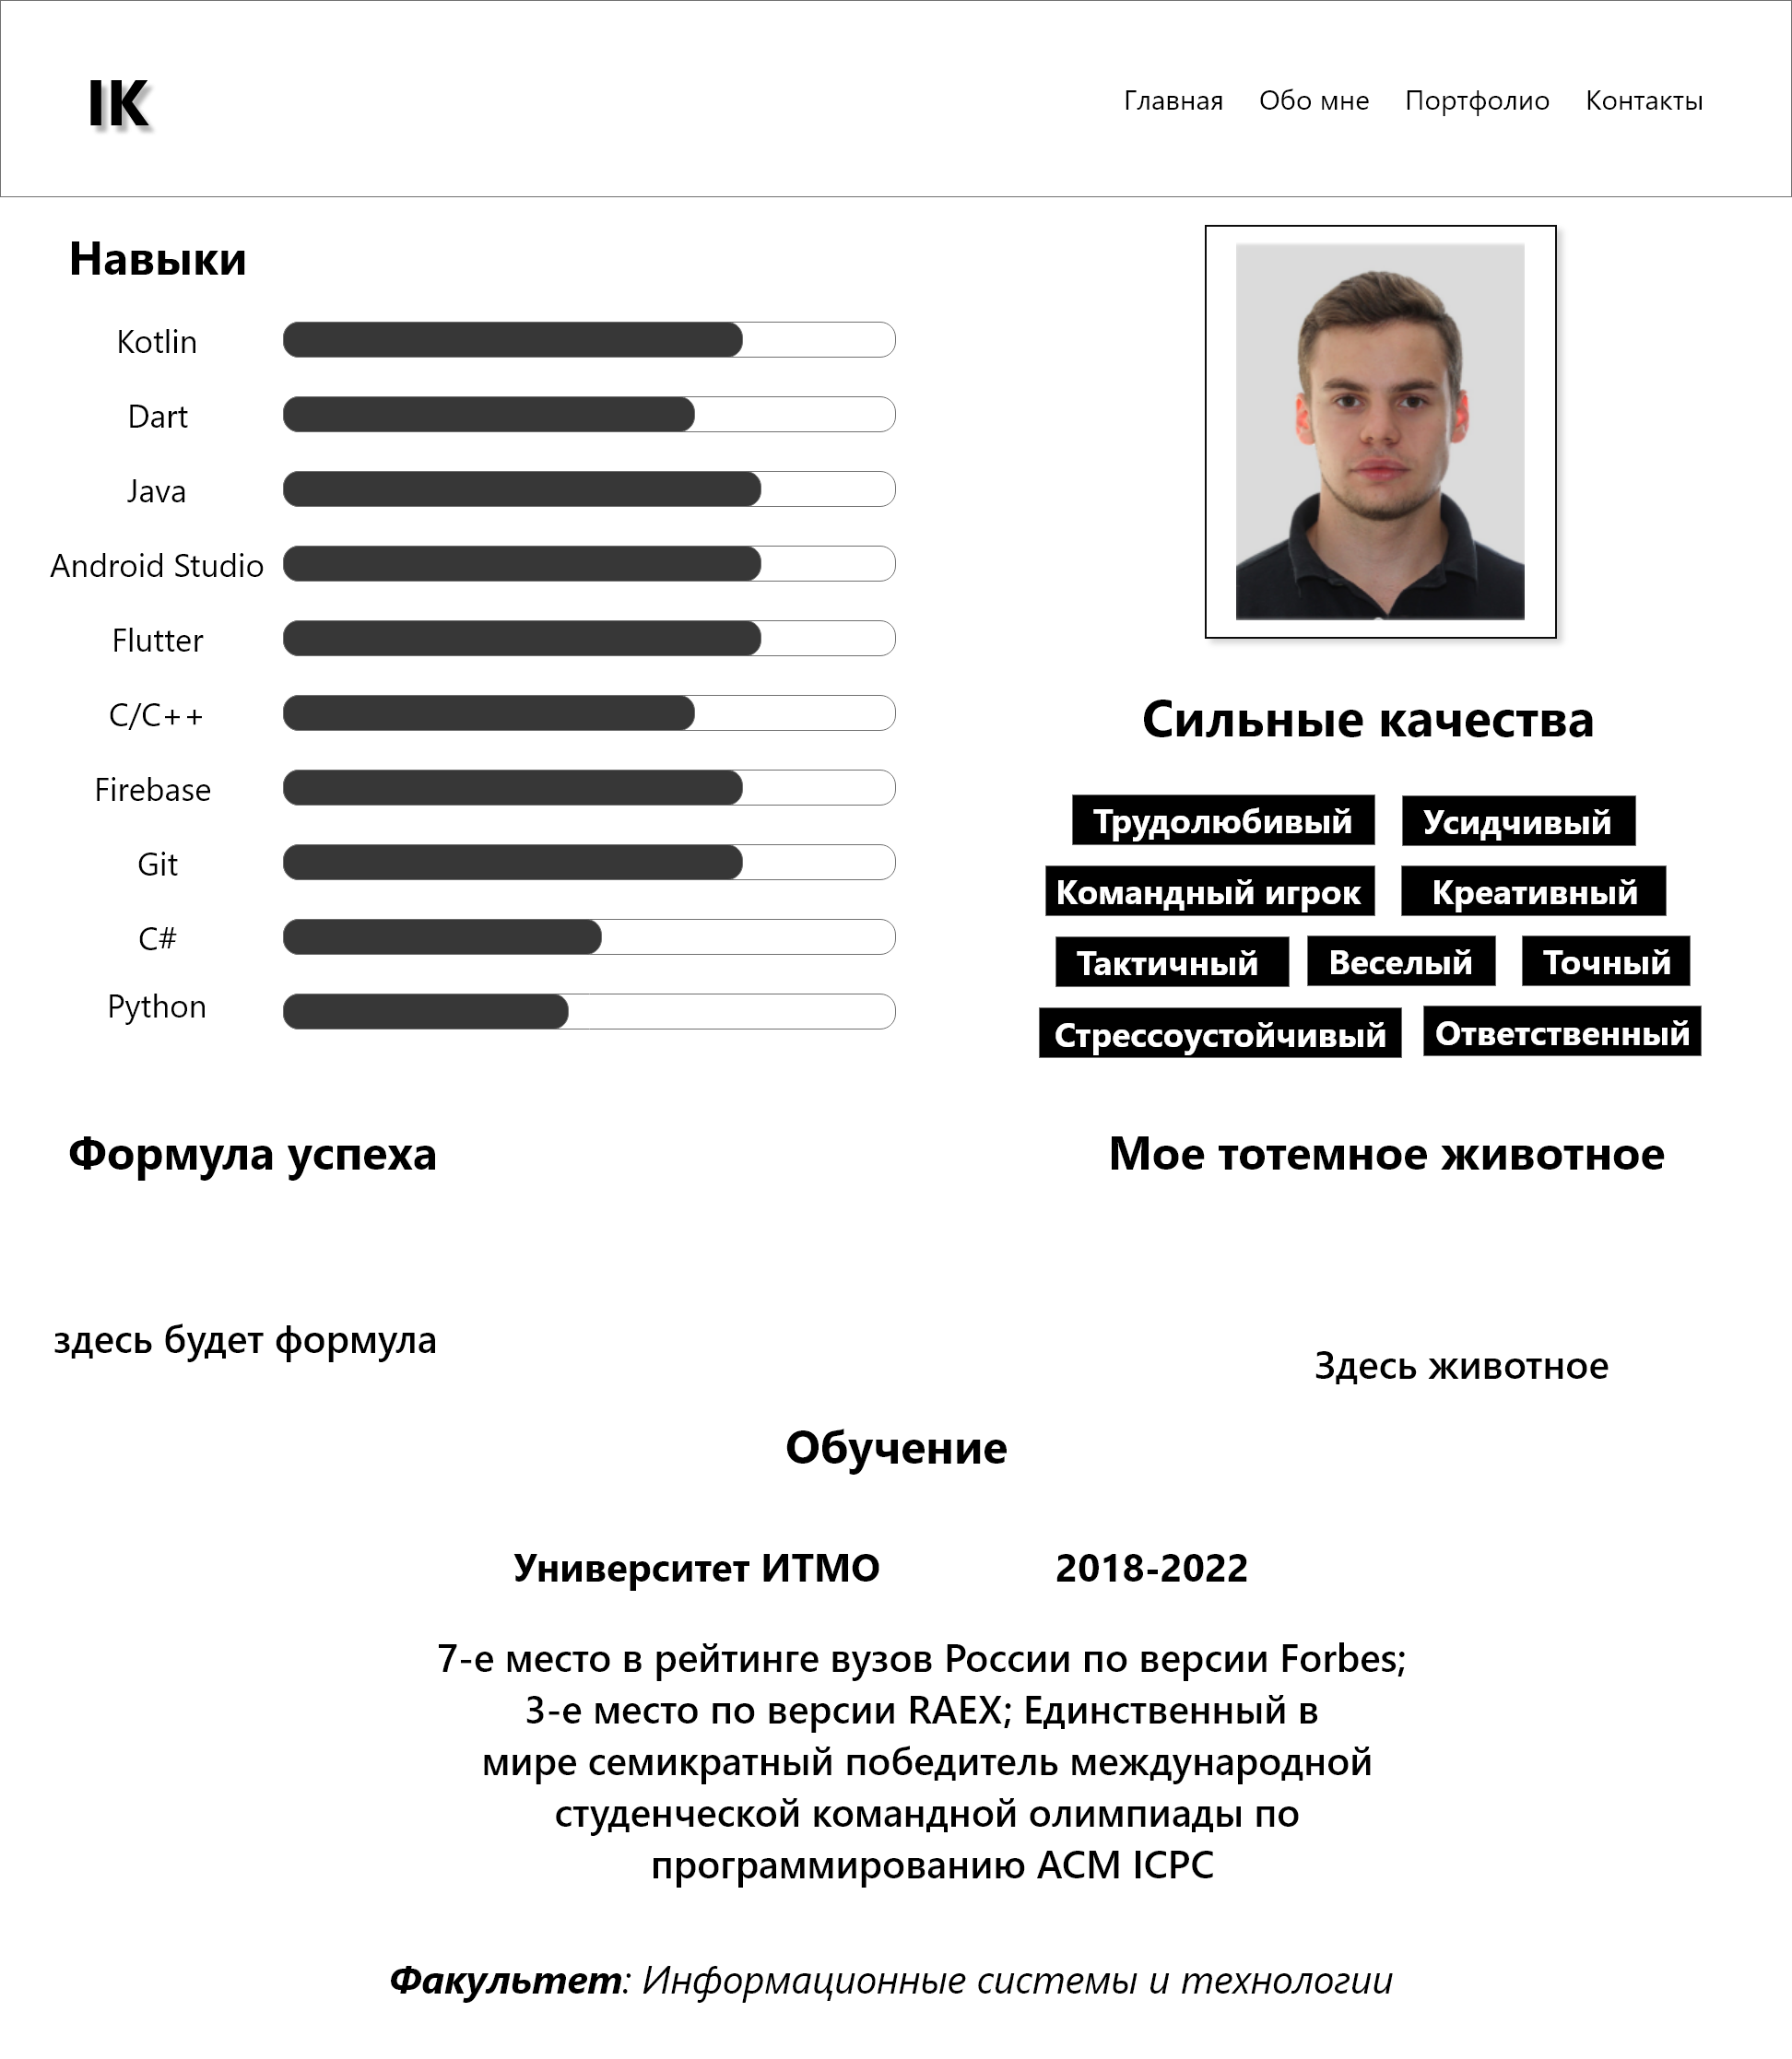 IK
Главная Обо мне Портфолио Контакты
Навыки
Kotlin
Dart
Java
Android Studio
Flutter
C/C++
Firebase
Git
C#
Python
Сильные качества
Трудолюбивый Усидчивый
Командный игрок Креативный
Тактичный Веселый Точный
Стрессоустойчивый Ответственный
Формула успеха
здесь будет формула
Мое тотемное животное
Здесь животное
Обучение
Университет ИТМО 2018-2022
7-е место в рейтинге вузов России по версии Forbes;
3-е место по версии RAEX; Единственный в
мире семикратный победитель международной
студенческой командной олимпиады по
программированию ACM ICPC
Факультет: Информационные системы и технологии